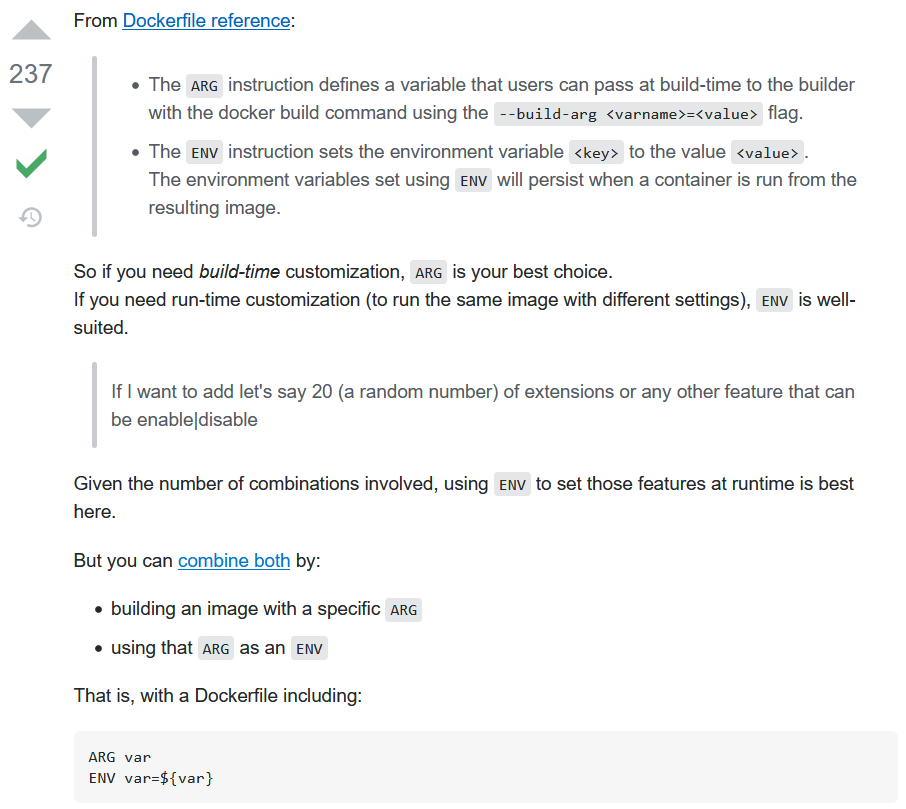 From Dockerfile reference:
237
• The ARG instruction defines a variable that users can pass at build-time to the builder
with the docker build command using the --build-arg <varname>=<value> flag.
• The ENV instruction sets the environment variable <key> to the value <value>.
The environment variables set using ENV will persist when a container is run from the
resulting image.
So if you need build-time customization, ARG is your best choice.
If you need run-time customization (to run the same image with different settings), ENV is well-
suited.
If I want to add let's say 20 (a random number) of extensions or any other feature that can
be enable|disable
Given the number of combinations involved, using ENV to set those features at runtime is best
here.
But you can combine both by:
• building an image with a specific ARG
• using that ARG as an ENV
That is, with a Dockerfile including:
ARG var
ENV var=${var}